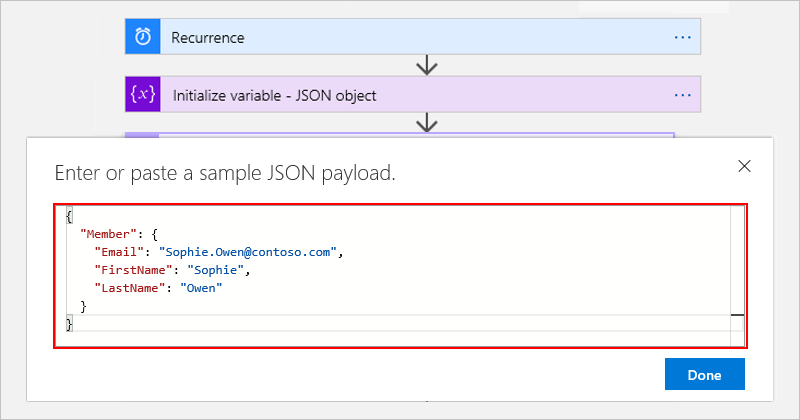 Recurrence
...
{x} Initialize variable - JSON object
...
Enter or paste a sample JSON payload.
{
  "Member": {
    "Email": "Sophie.Owen@contoso.com",
    "FirstName": "Sophie",
    "LastName": "Owen"
  }
}
Done